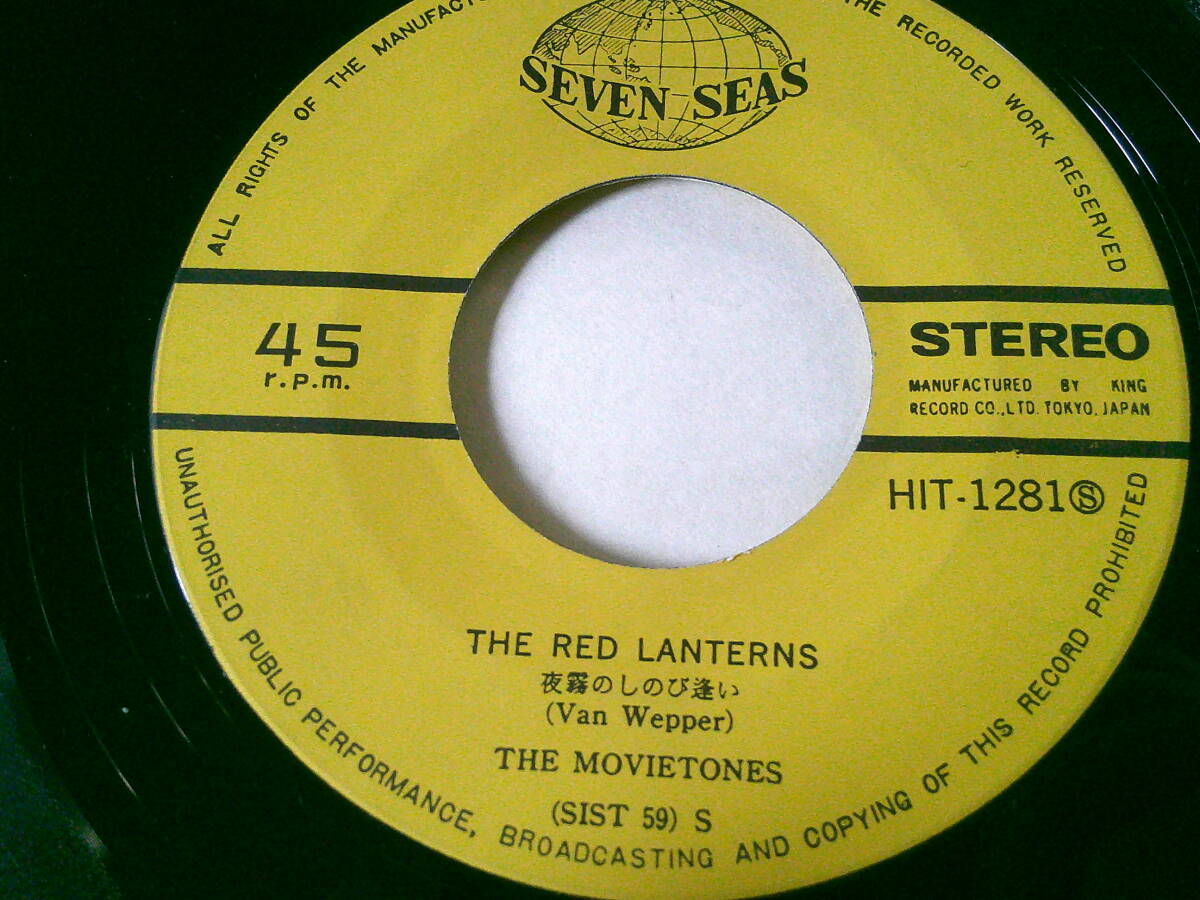 ALL RIGHTS OF THE
THE RECORDED WORK RESERVED
SEVEN SEAS
45
r.p.m.
STEREO
MANUFACTURED BY KING
RECORD CO.,LTD. TOKYO, JAPAN
HIT-1281Ⓢ
THE RED LANTERNS
夜霧のしのび逢い
(Van Wepper)
THE MOVIETONES
(SIST 59) S
UNAUTHORISED PUBLIC PERFORMANCE, BROADCASTING AND COPYING OF THIS RECORD PROHIBITED